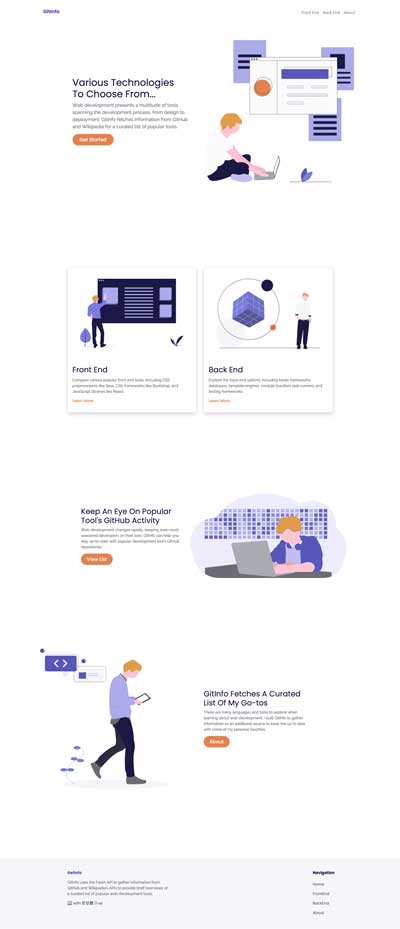 GitInfo
Front End Back End About
Various Technologies
To Choose From...
Web development presents a multitude of tools
spanning the development process, from design to
deployment. GitInfo fetches information from GitHub
and Wikipedia for a curated list of popular tools.
Get Started
Front End
Compare various popular front end tools, including CSS
preprocessors like Sass, CSS frameworks like Bootstrap, and
JavaScript libraries like React.
Learn More
Back End
Explore the back end options, including Node frameworks,
databases, template engines, module bundlers, task runners, and
testing frameworks.
Learn More
Keep An Eye On Popular
Tool's GitHub Activity
Web development changes rapidly, keeping even most
seasoned developers on their toes. GitInfo can help you
stay up to date with popular development tool's GitHub
repositories.
View List
GitInfo Fetches A Curated
List Of My Go-tos
There are many languages and tools to explore when
learning about web development. I built GitInfo to gather
information as an additional source to keep me up to date
with some of my personal favorites.
About
GitInfo
GitInfo uses the Fetch API to gather information from
GitHub and Wikipedia's APIs to provide brief overviews of
a curated list of popular web development tools.
with
Navigation
Home
FrontEnd
BackEnd
About